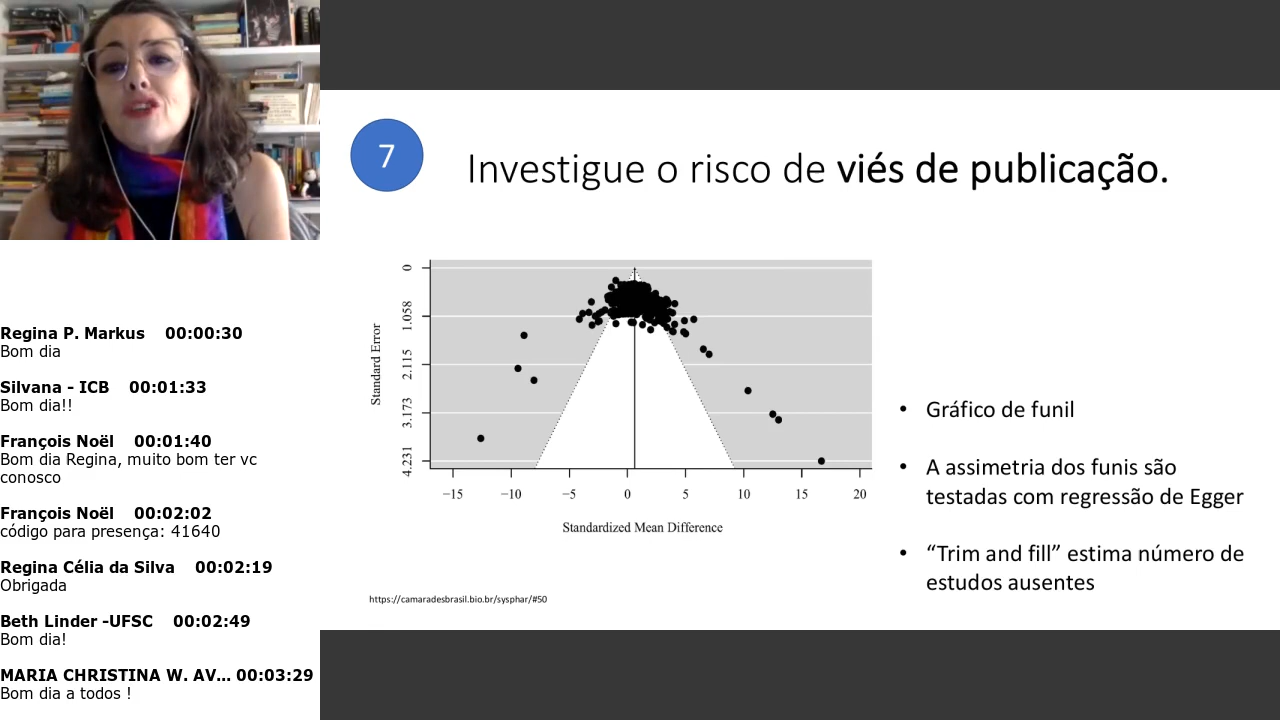 Regina P. Markus 00:00:30
Bom dia
Silvana - ICB 00:01:33
Bom dia!!
François Noël 00:01:40
Bom dia Regina, muito bom ter vc
conosco
François Noël 00:02:02
código para presença: 41640
Regina Célia da Silva 00:02:19
Obrigada
Beth Linder -UFSC 00:02:49
Bom dia!
MARIA CHRISTINA W. AV... 00:03:29
Bom dia a todos !
7
Investigue o risco de viés de publicação.
Standard Error
0
1.058
2.115
3.173
4.231
−15 −10 −5 0 5 10 15 20
Standardized Mean Difference
• Gráfico de funil
• A assimetria dos funis são
testadas com regressão de Egger
• “Trim and fill” estima número de
estudos ausentes
https://camaradesbrasil.bio.br/sysphar/#50